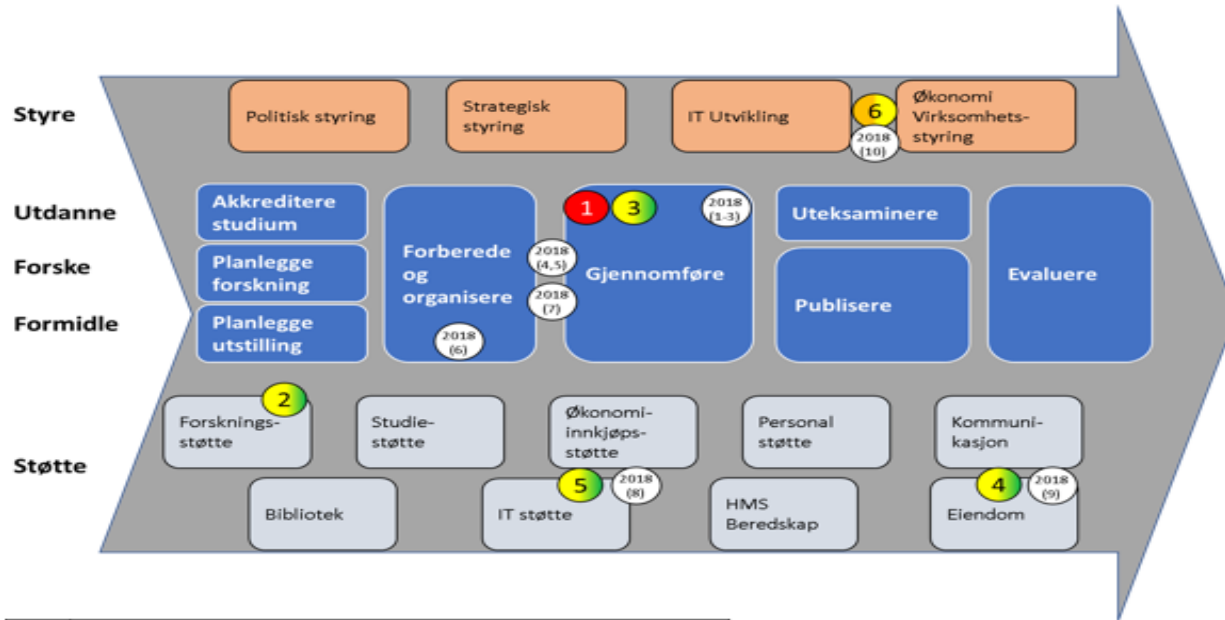 Styre
Politisk styring
Strategisk
styring
IT Utvikling
6
2018
(10)
Økonomi
Virksomhets-
styring
Utdanne
Forske
Formidle
Akkreditere
studium
Planlegge
forskning
Planlegge
utstilling
Forberede
og
organisere
2018
(6)
2018
(4,5)
2018
(7)
1
3
2018
(1-3)
Gjennomføre
Uteksaminere
Publisere
Evaluere
Støtte
2
Forsknings-
støtte
Studie-
støtte
Økonomi-
innkjøps-
støtte
Personal
støtte
Kommuni-
kasjon
Bibliotek
5
2018
(8)
IT støtte
HMS
Beredskap
4
2018
(9)
Eiendom